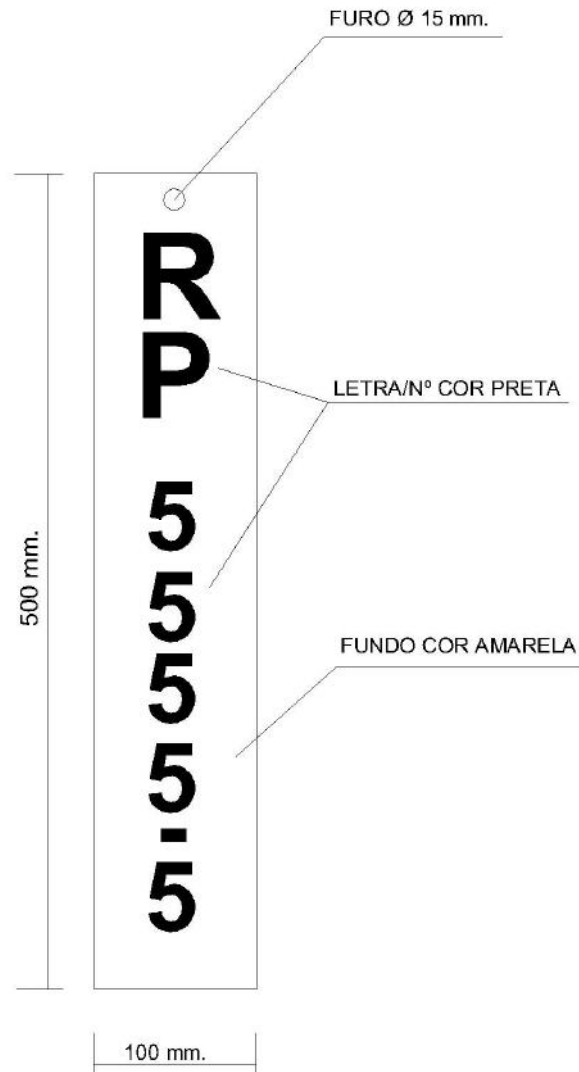 FURO Ø 15 mm.
R
P
LETRA/Nº COR PRETA
5
5
500 mm.
FUNDO COR AMARELA
5
5
-
5
100 mm.